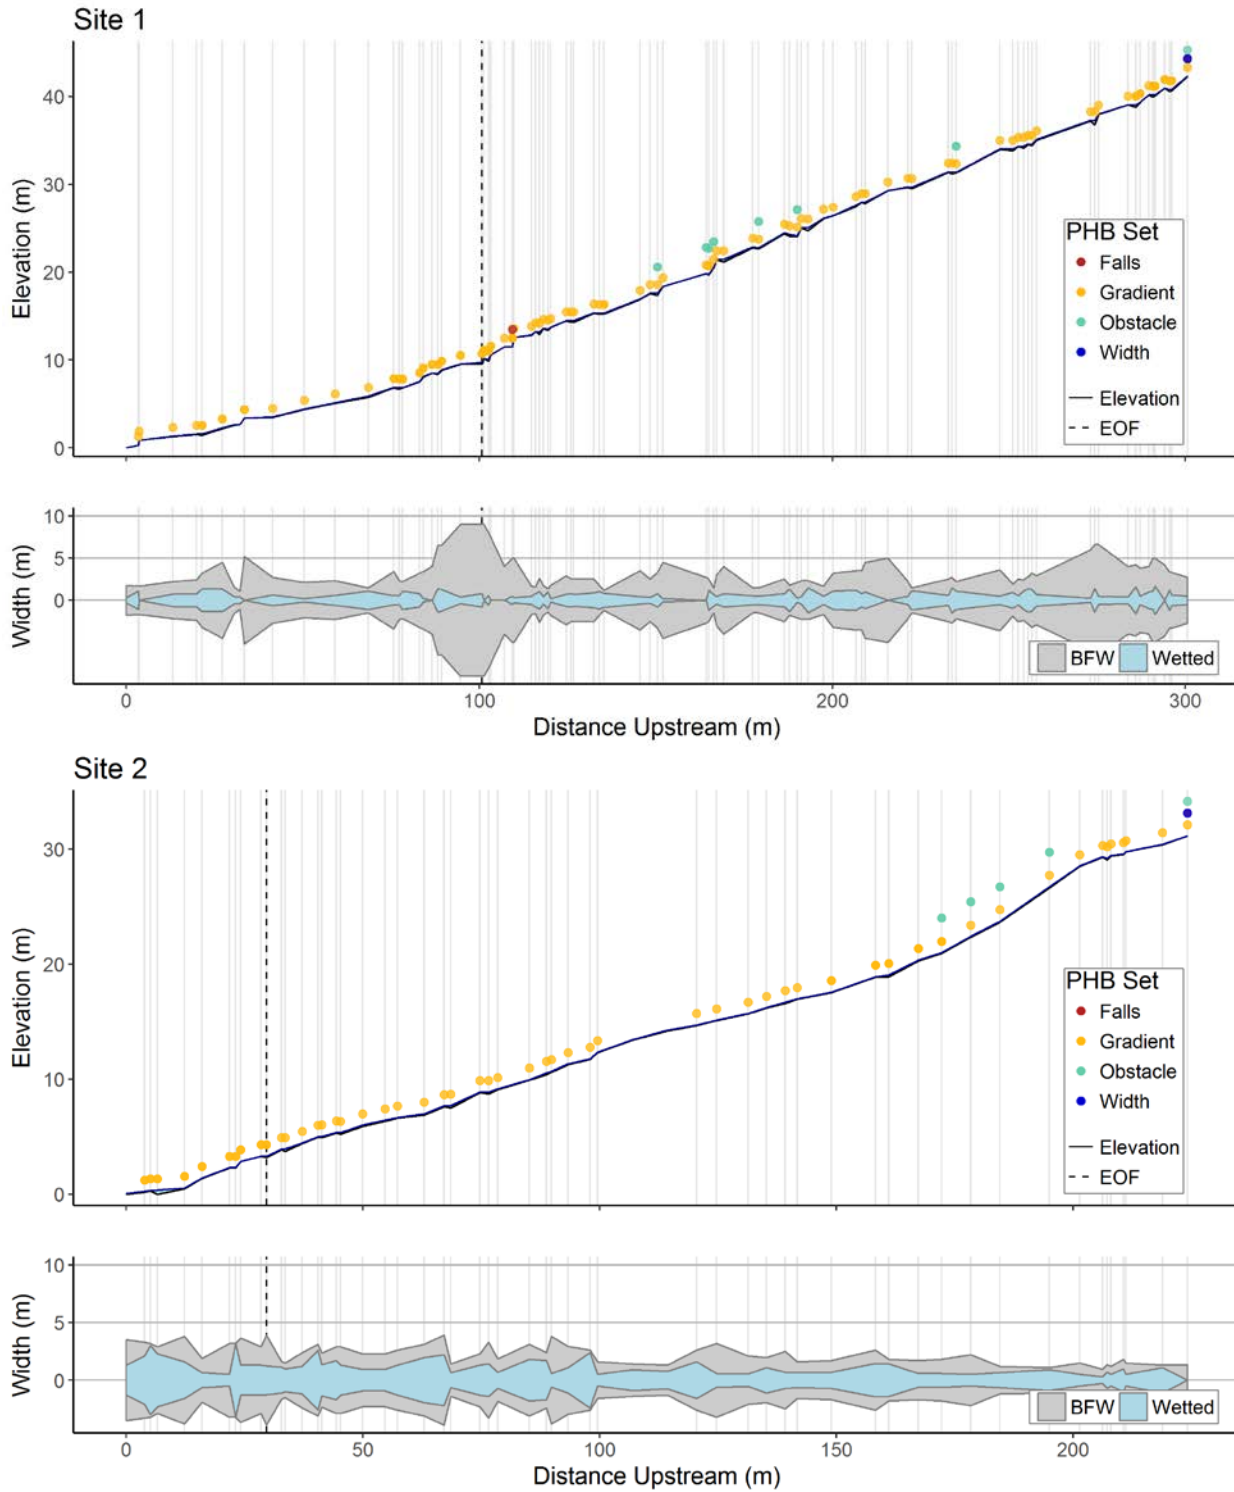 Site 1
Elevation (m)
40
30
20
10
0
PHB Set
Falls
Gradient
Obstacle
Width
Elevation
EOF
Width (m)
10
5
0
BFW
Wetted
0
100
200
300
Distance Upstream (m)
Site 2
Elevation (m)
30
20
10
0
PHB Set
Falls
Gradient
Obstacle
Width
Elevation
EOF
Width (m)
10
5
0
BFW
Wetted
0
50
100
150
200
Distance Upstream (m)